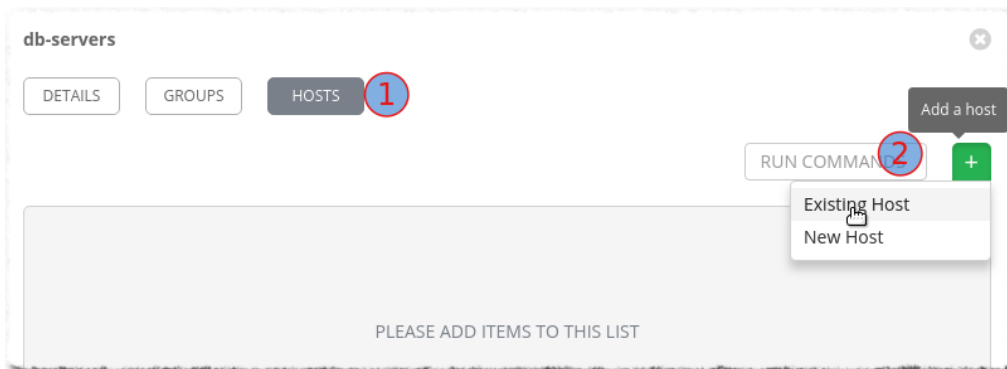 db-servers
DETAILS GROUPS HOSTS 1
Add a host
RUN COMMANDS 2 +
Existing Host
New Host
PLEASE ADD ITEMS TO THIS LIST